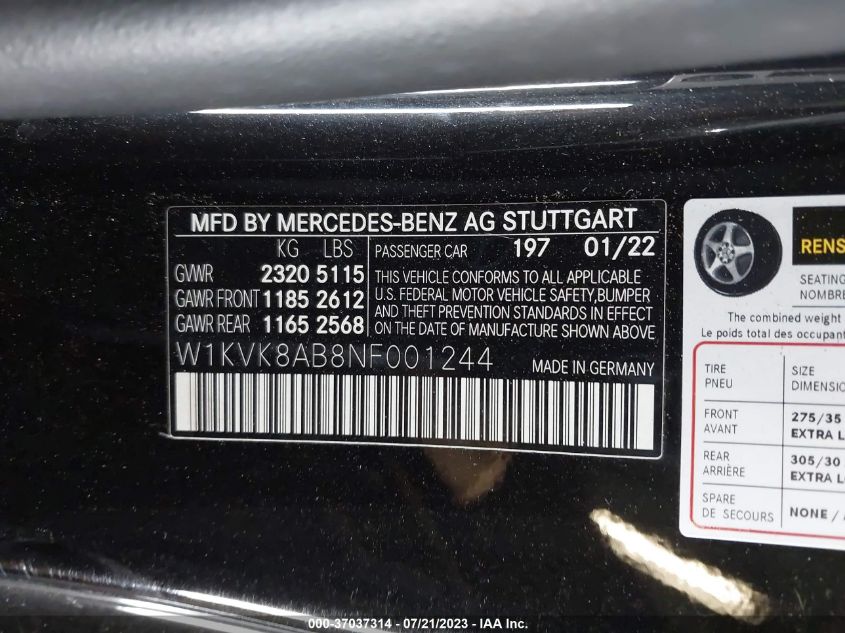 MFD BY MERCEDES-BENZ AG STUTTGART
KG LBS
GVWR 2320 5115
GAWR FRONT 1185 2612
GAWR REAR 1165 2568
PASSENGER CAR 197 01/22
THIS VEHICLE CONFORMS TO ALL APPLICABLE
U.S. FEDERAL MOTOR VEHICLE SAFETY,BUMPER
AND THEFT PREVENTION STANDARDS IN EFFECT
ON THE DATE OF MANUFACTURE SHOWN ABOVE
W1KVK8AB8NF001244 MADE IN GERMANY
RENS
SEATING
NOMBRE
The combined weight
Le poids total des occupant
TIRE SIZE
PNEU DIMENSIO
FRONT 275/35
AVANT EXTRA L
REAR 305/30
ARRIÈRE EXTRA L
SPARE NONE /
DE SECOURS
000-37037314 / 07/21/2023 - IAA Inc.